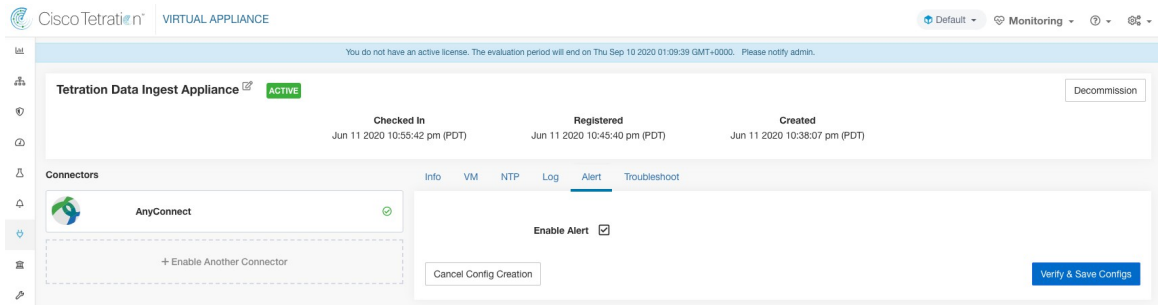 Cisco Tetration™ VIRTUAL APPLIANCE Default Monitoring
You do not have an active license. The evaluation period will end on Thu Sep 10 2020 01:09:39 GMT+0000. Please notify admin.
Tetration Data Ingest Appliance ACTIVE Decommission
Checked In Registered Created
Jun 11 2020 10:55:42 pm (PDT) Jun 11 2020 10:45:40 pm (PDT) Jun 11 2020 10:38:07 pm (PDT)
Connectors Info VM NTP Log Alert Troubleshoot
AnyConnect
Enable Alert
+ Enable Another Connector
Cancel Config Creation Verify & Save Configs